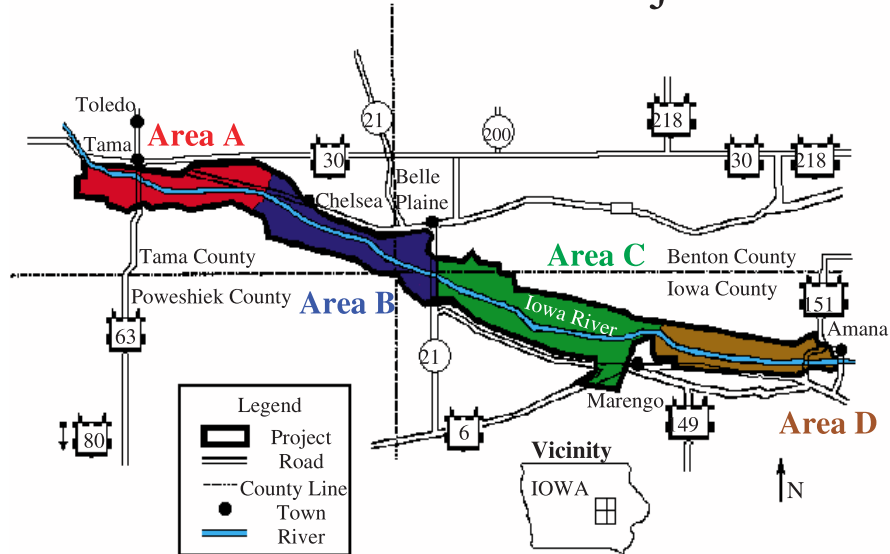 Toledo
21
200
218
Tama
Area A
30
30
218
Belle
Plaine
Chelsea
Tama County
Area C
Benton County
Poweshiek County
Area B
Iowa County
Iowa River
151
63
Amana
21
Legend
Project
Road
County Line
Town
River
Marengo
80
6
149
Area D
Vicinity
IOWA
N